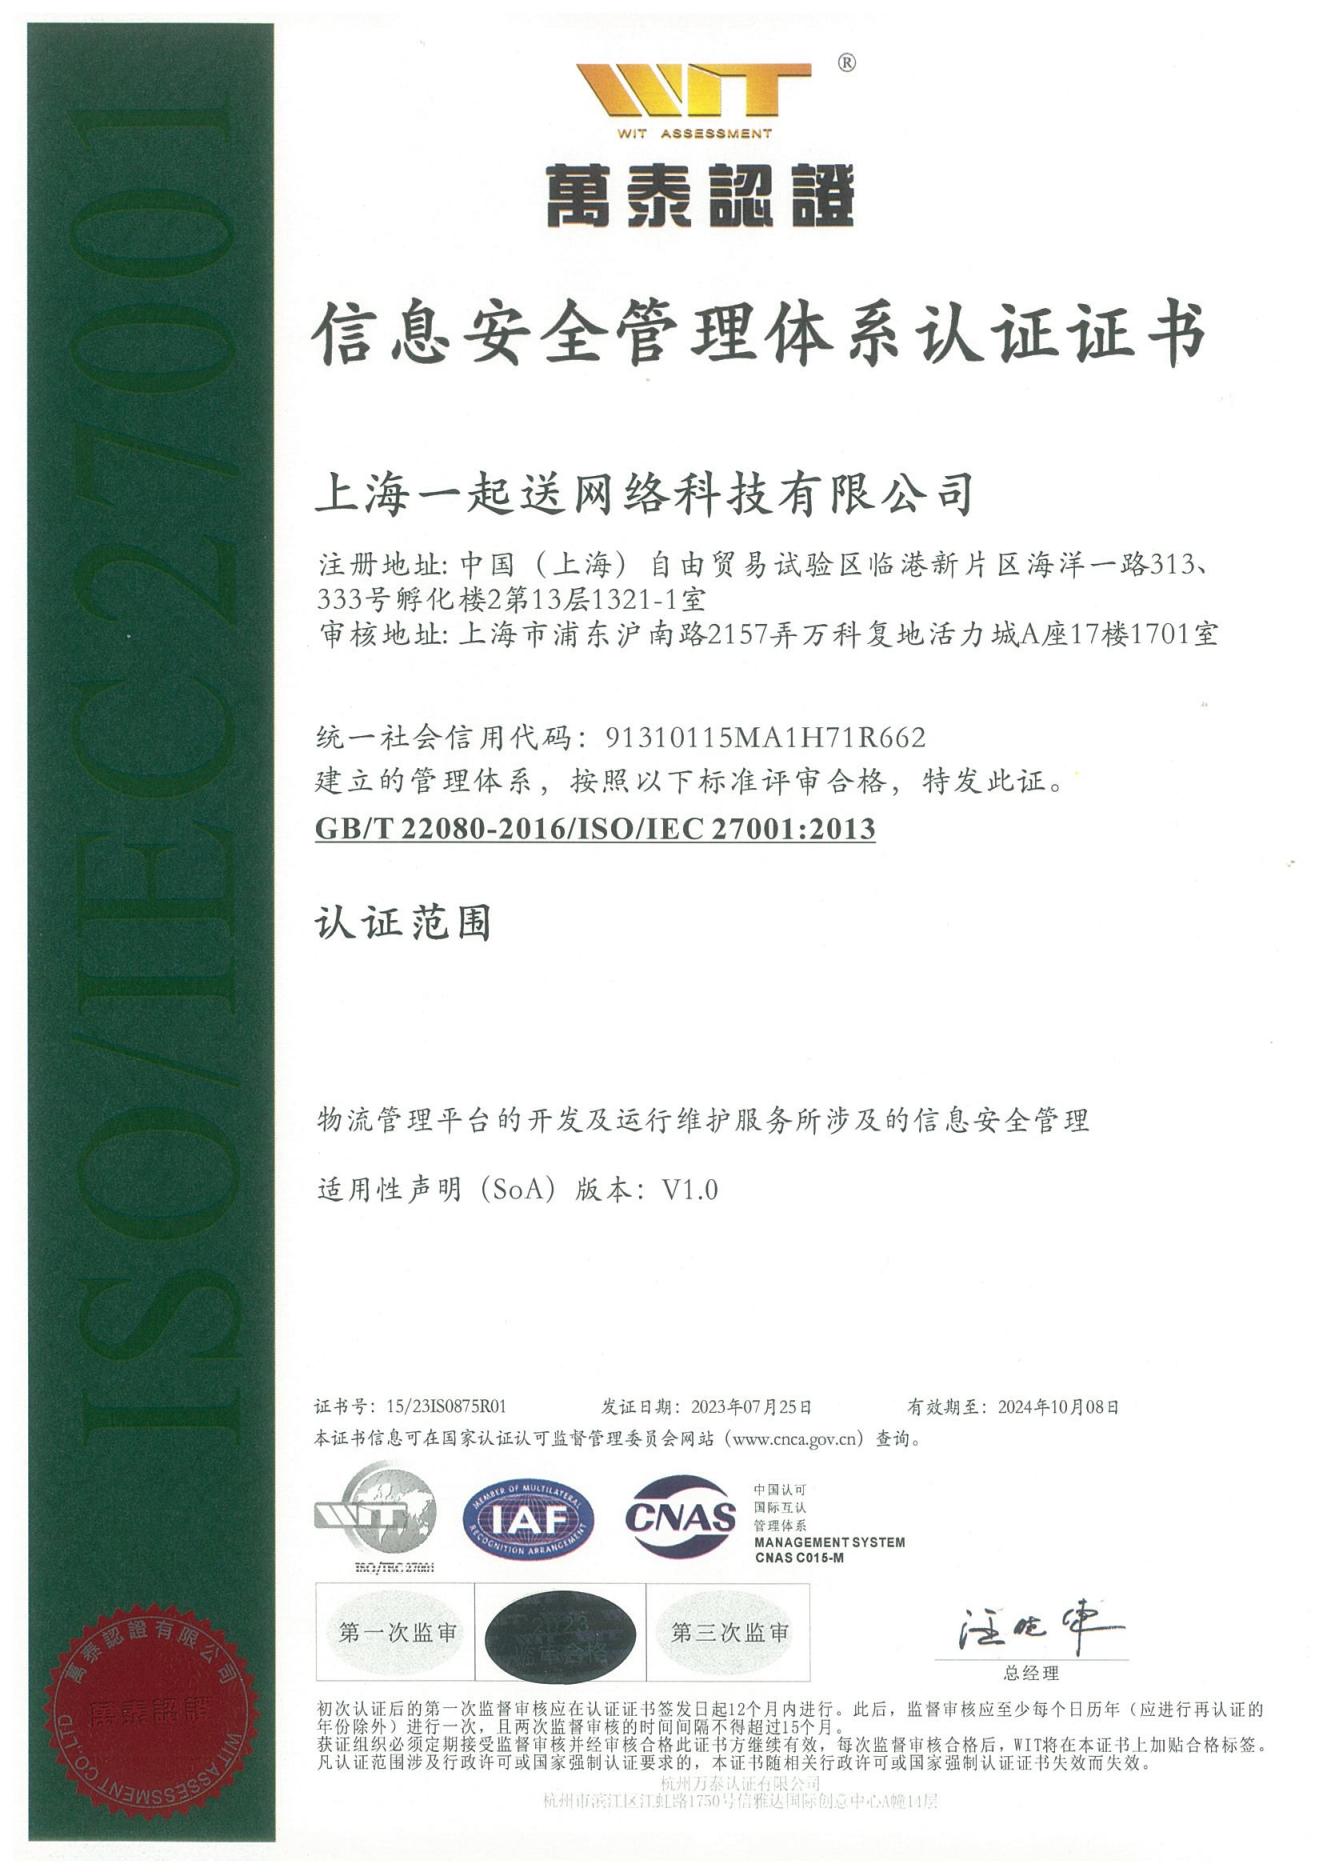 ISO/IEC27001
WIT ®
WIT ASSESSMENT
萬泰認證
信息安全管理体系认证证书
上海一起送网络科技有限公司
注册地址: 中国（上海）自由贸易试验区临港新片区海洋一路313、
333号孵化楼2第13层1321-1室
审核地址: 上海市浦东沪南路2157弄万科复地活力城A座17楼1701室
统一社会信用代码: 91310115MA1H71R662
建立的管理体系，按照以下标准评审合格，特发此证。
GB/T 22080-2016/ISO/IEC 27001:2013
认证范围
物流管理平台的开发及运行维护服务所涉及的信息安全管理
适用性声明（SoA）版本: V1.0
证书号: 15/23IS0875R01 发证日期: 2023年07月25日 有效期至: 2024年10月08日
本证书信息可在国家认证认可监督管理委员会网站（www.cnca.gov.cn）查询。
WIT
ISO/IEC 27001
MEMBER OF MULTILATERAL
IAF
RECOGNITION ARRANGEMENT
CNAS
中国认可
国际互认
管理体系
MANAGEMENT SYSTEM
CNAS C015-M
第一次监审
2023
监审合格
第三次监审
总经理
萬泰認證有限公司
萬泰認證
WIT ASSESSMENT CO.,LTD
初次认证后的第一次监督审核应在认证证书签发日起12个月内进行。此后，监督审核应至少每个日历年（应进行再认证的
年份除外）进行一次，且两次监督审核的时间间隔不得超过15个月。
获证组织必须定期接受监督审核并经审核合格此证书方继续有效，每次监督审核合格后，WIT将在本证书上加贴合格标签。
凡认证范围涉及行政许可或国家强制认证要求的，本证书随相关行政许可或国家强制认证证书失效而失效。
杭州万泰认证有限公司
杭州市滨江区江虹路1750号信雅达国际创意中心A幢14层